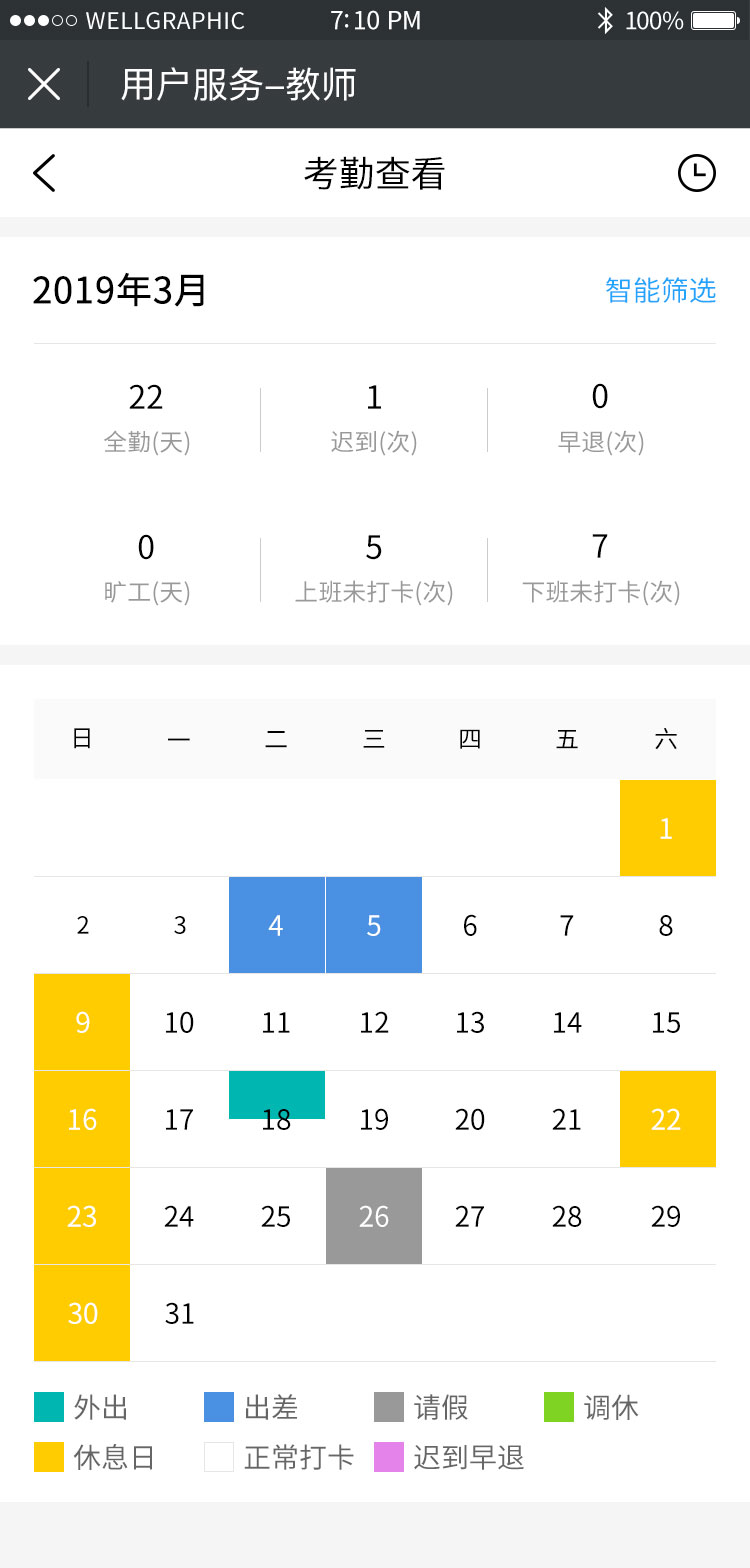 WELLGRAPHIC 7:10 PM 100%
用户服务–教师
考勤查看
2019年3月 智能筛选
22 1 0
全勤(天) 迟到(次) 早退(次)
0 5 7
旷工(天) 上班未打卡(次) 下班未打卡(次)
日 一 二 三 四 五 六
1
2 3 4 5 6 7 8
9 10 11 12 13 14 15
16 17 18 19 20 21 22
23 24 25 26 27 28 29
30 31
外出 出差 请假 调休
休息日 正常打卡 迟到早退